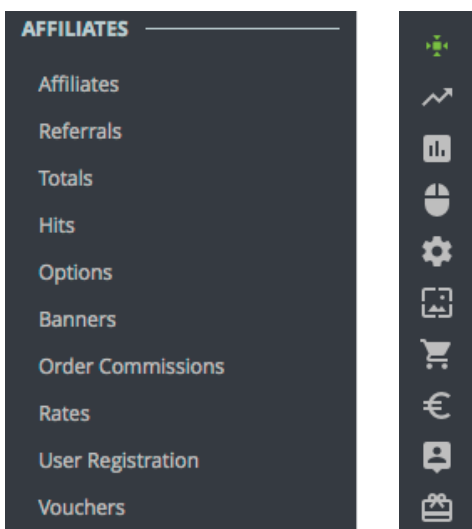 AFFILIATES
Affiliates
Referrals
Totals
Hits
Options
Banners
Order Commissions
Rates
User Registration
Vouchers